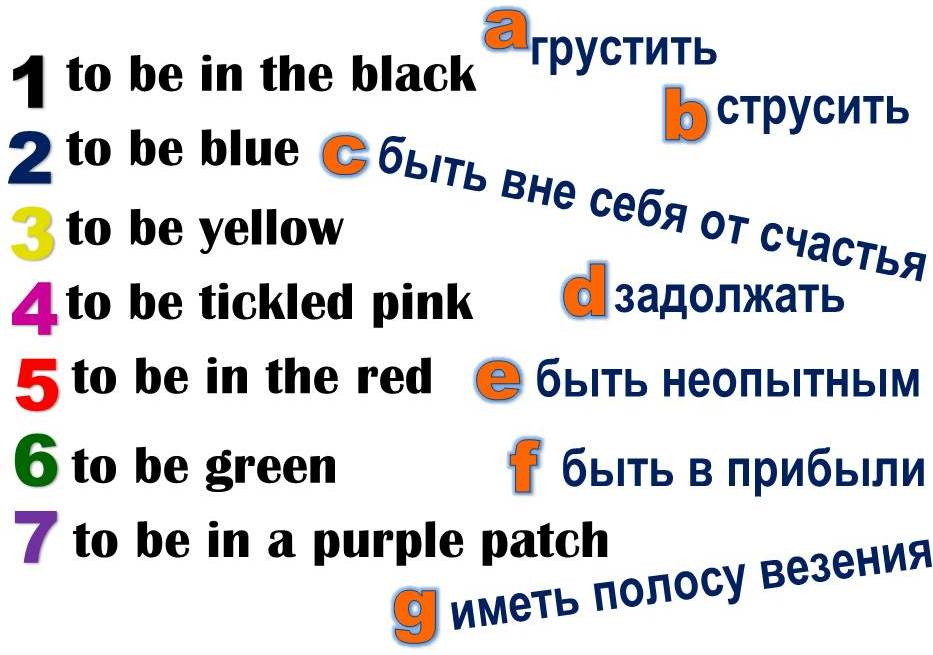 a грустить
1 to be in the black
b струсить
2 to be blue
c быть вне себя от счастья
3 to be yellow
4 to be tickled pink
d задолжать
5 to be in the red
e быть неопытным
6 to be green
f быть в прибыли
7 to be in a purple patch
g иметь полосу везения